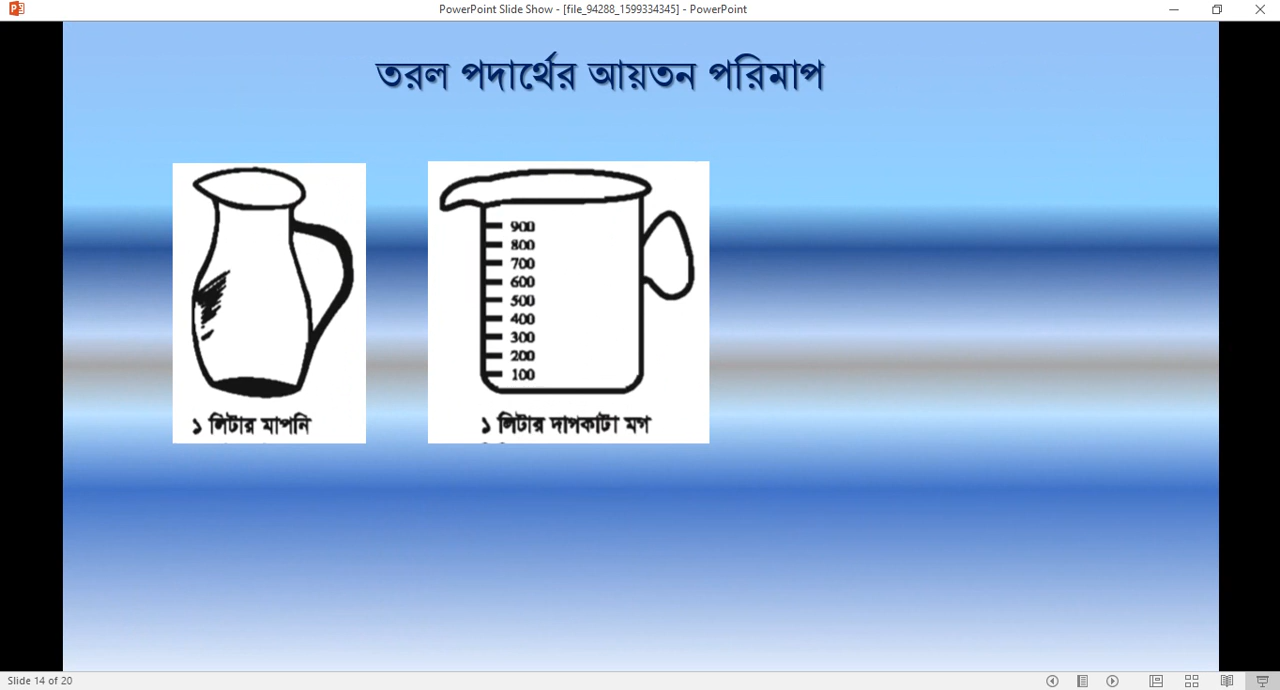 PowerPoint Slide Show - [file_94288_1599334345] - PowerPoint
তরল পদার্থের আয়তন পরিমাপ
900
800
700
600
500
400
300
200
100
১ লিটার মাপনি
১ লিটার দাগকাটা মগ
Slide 14 of 20